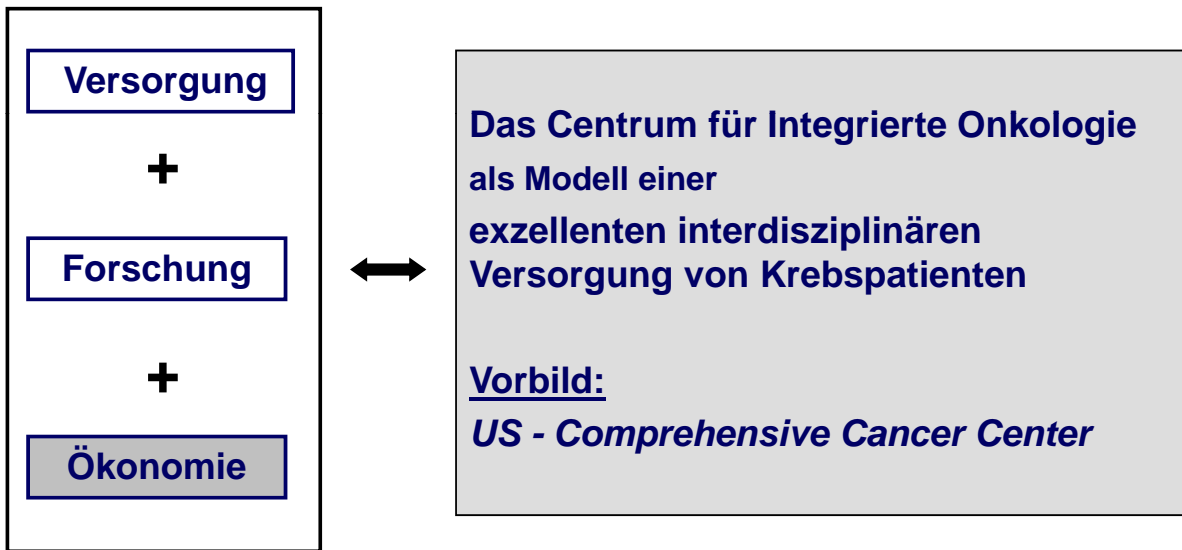 Versorgung
+
Forschung
+
Ökonomie
Das Centrum für Integrierte Onkologie
als Modell einer
exzellenten interdisziplinären
Versorgung von Krebspatienten
Vorbild:
US - Comprehensive Cancer Center